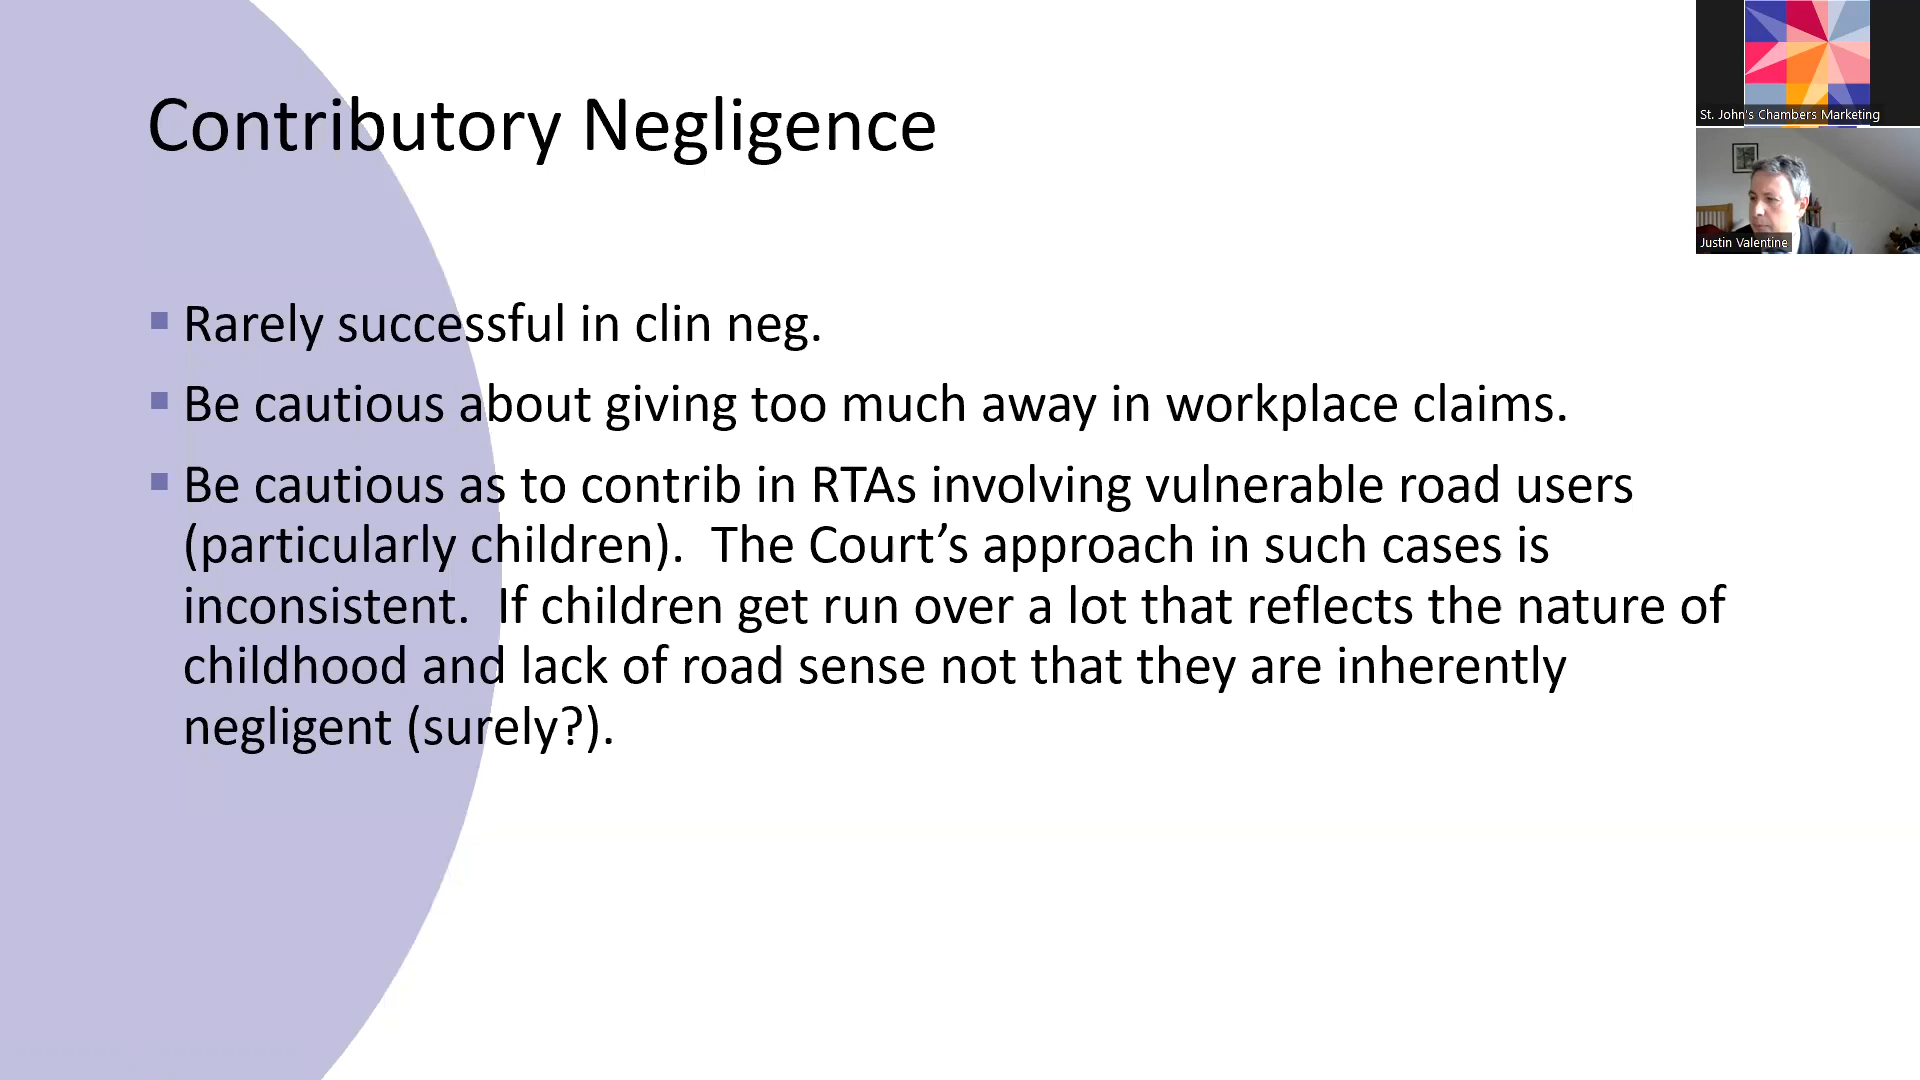 Contributory Negligence
St. John's Chambers Marketing
Justin Valentine
▪ Rarely successful in clin neg.
▪ Be cautious about giving too much away in workplace claims.
▪ Be cautious as to contrib in RTAs involving vulnerable road users
(particularly children).  The Court’s approach in such cases is
inconsistent.  If children get run over a lot that reflects the nature of
childhood and lack of road sense not that they are inherently
negligent (surely?).